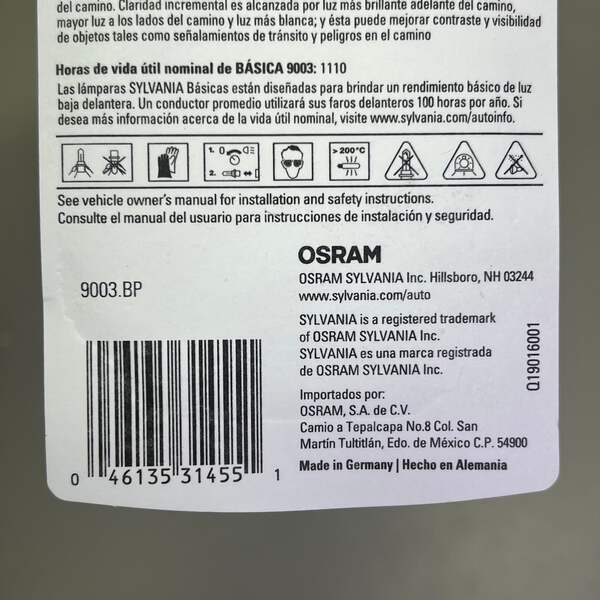 del camino. Claridad incremental es alcanzada por luz más brillante adelante del camino,
mayor luz a los lados del camino y luz más blanca; y ésta puede mejorar contraste y visibilidad
de objetos tales como señalamientos de tránsito y peligros en el camino
Horas de vida útil nominal de BÁSICA 9003: 1110
Las lámparas SYLVANIA Básicas están diseñadas para brindar un rendimiento básico de luz
baja delantera. Un conductor promedio utilizará sus faros delanteros 100 horas por año. Si
desea más información acerca de la vida útil nominal, visite www.sylvania.com/autoinfo.
1. 0
2.
>200°C
See vehicle owner's manual for installation and safety instructions.
Consulte el manual del usuario para instrucciones de instalación y seguridad.
9003.BP
OSRAM
OSRAM SYLVANIA Inc. Hillsboro, NH 03244
www.sylvania.com/auto
SYLVANIA is a registered trademark
of OSRAM SYLVANIA Inc.
SYLVANIA es una marca registrada
de OSRAM SYLVANIA Inc.
Importados por:
OSRAM, S.A. de C.V.
Camio a Tepalcapa No.8 Col. San
Martín Tultitlán, Edo. de México C.P. 54900
Made in Germany | Hecho en Alemania
Q19016001
0 46135 31455 1